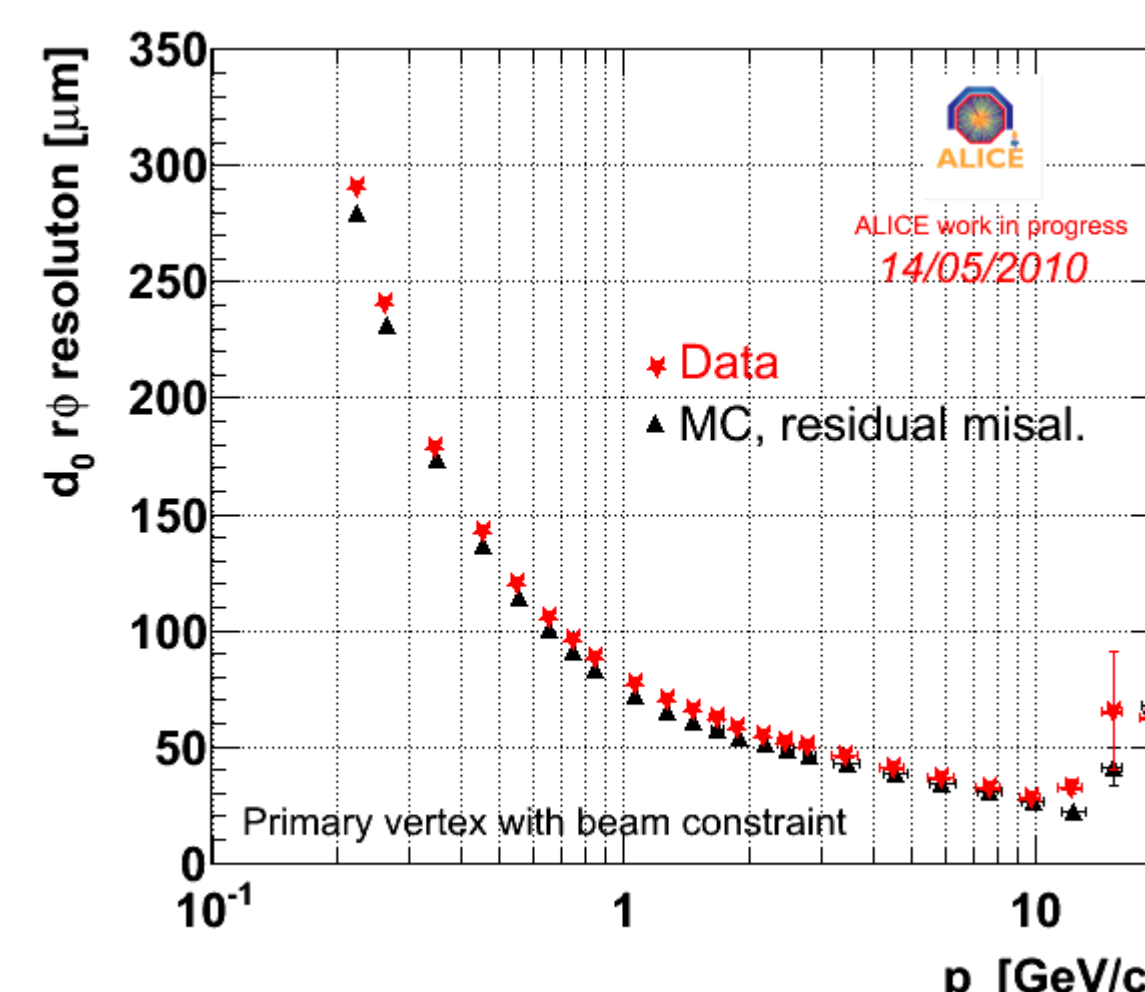 350
300
250
200
150
100
50
0
d0 rϕ resoluton [μm]
ALICE
ALICE work in progress
14/05/2010
Data
MC, residual misal.
Primary vertex with beam constraint
10-1
1
10
p [GeV/c